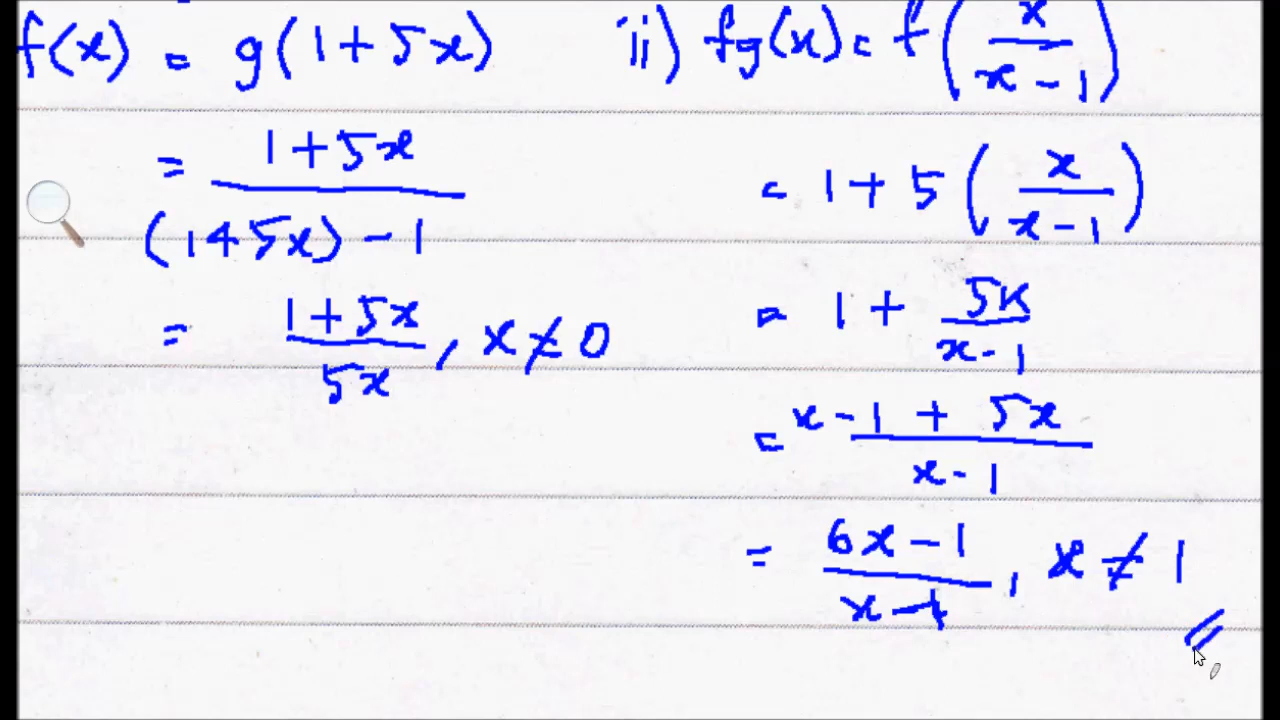 f(x) = g(1+5x)
= 1+5x / (1+5x)-1
= 1+5x / 5x, x≠0
ii) fg(x) = f(x / x-1)
= 1+5(x / x-1)
= 1+ 5x / x-1
= x-1+5x / x-1
= 6x-1 / x-1, x≠1